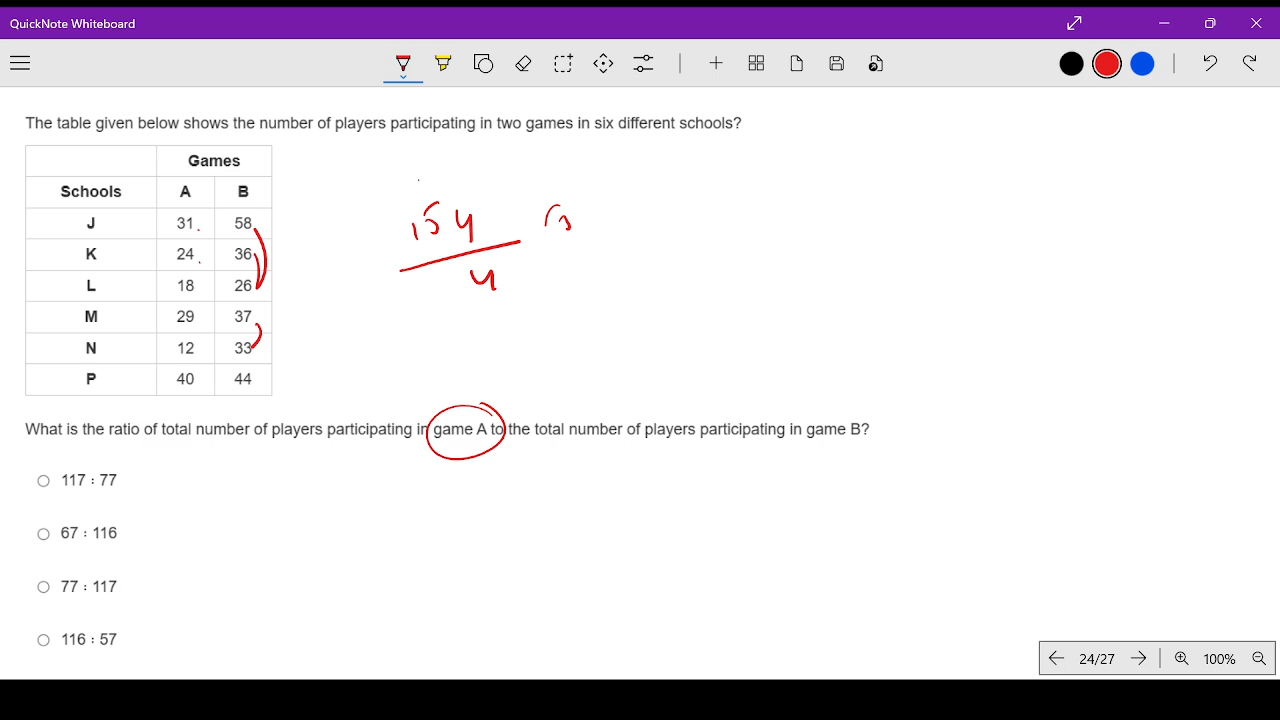 QuickNote Whiteboard
The table given below shows the number of players participating in two games in six different schools?
Games
Schools A B
J 31 58
K 24 36
L 18 26
M 29 37
N 12 33
P 40 44
154
4
What is the ratio of total number of players participating in game A to the total number of players participating in game B?
117 : 77
67 : 116
77 : 117
116 : 57
24/27 100%